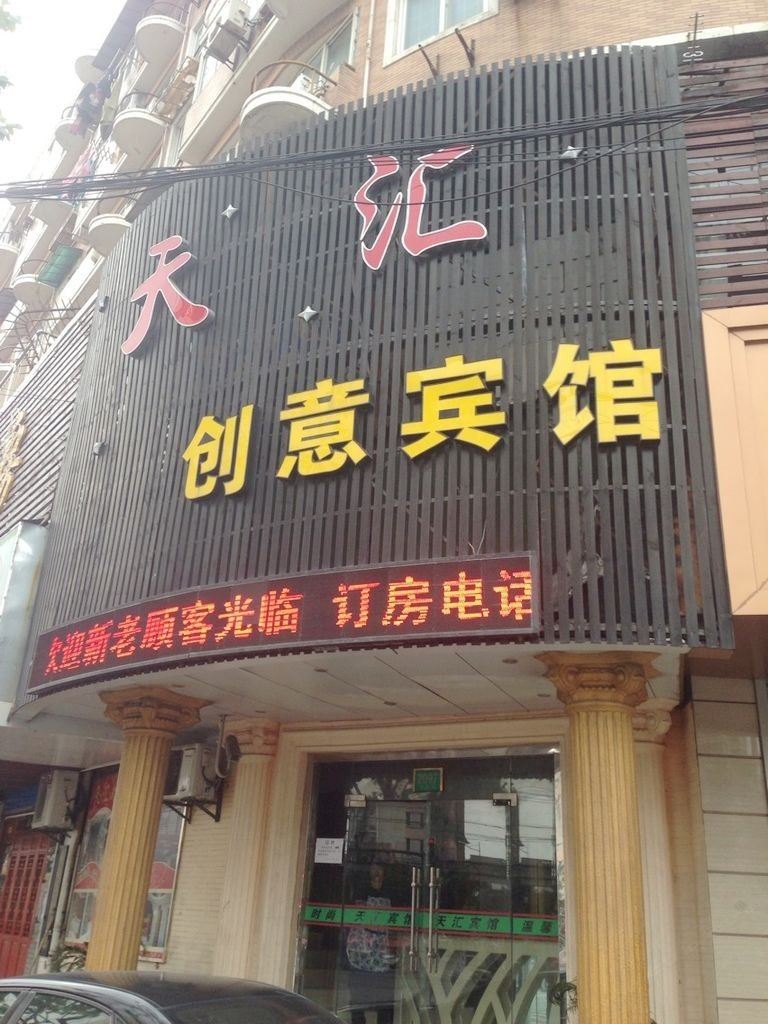 天汇
创意宾馆
欢迎新老顾客光临 订房电话
时尚 天汇宾馆 天汇宾馆 温馨